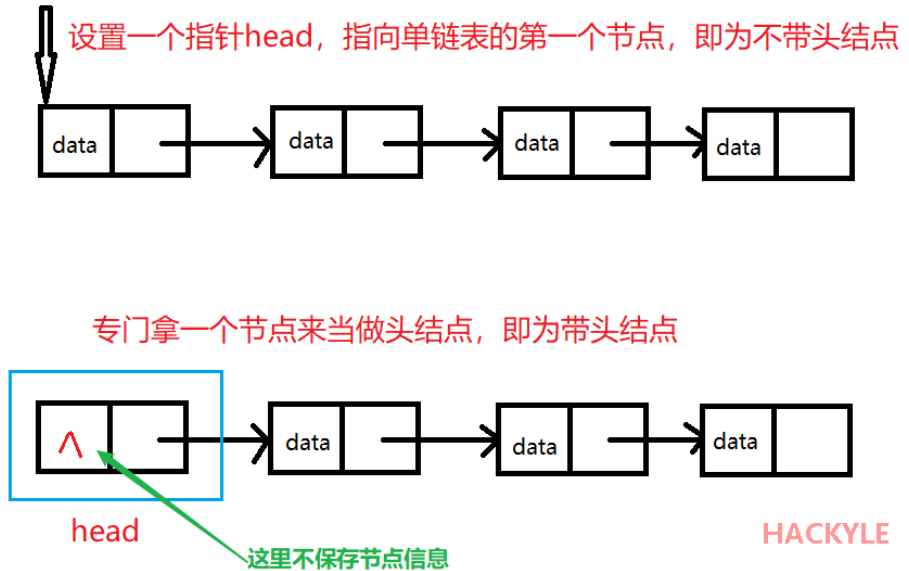 设置一个指针head，指向单链表的第一个节点，即为不带头结点
data
data
data
data
专门拿一个节点来当做头结点，即为带头结点
^
data
data
data
head
这里不保存节点信息
HACKYLE